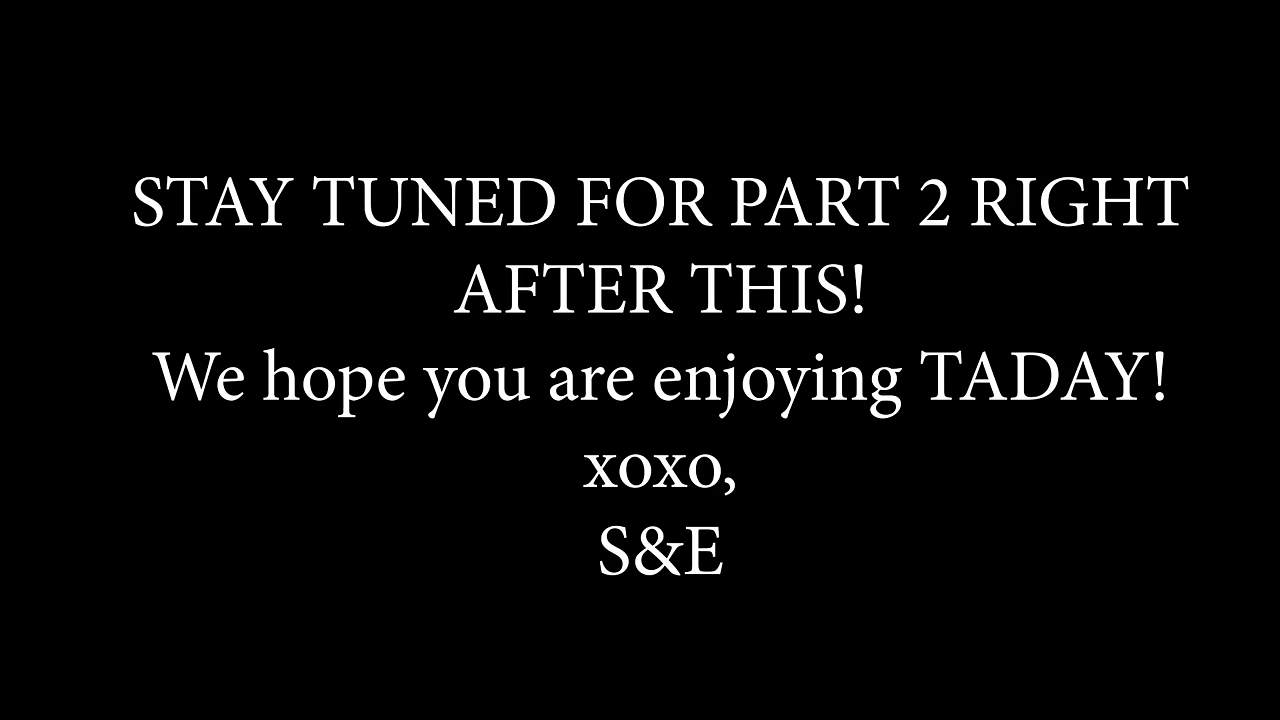 STAY TUNED FOR PART 2 RIGHT
AFTER THIS!
We hope you are enjoying TADAY!
xoxo,
S&E